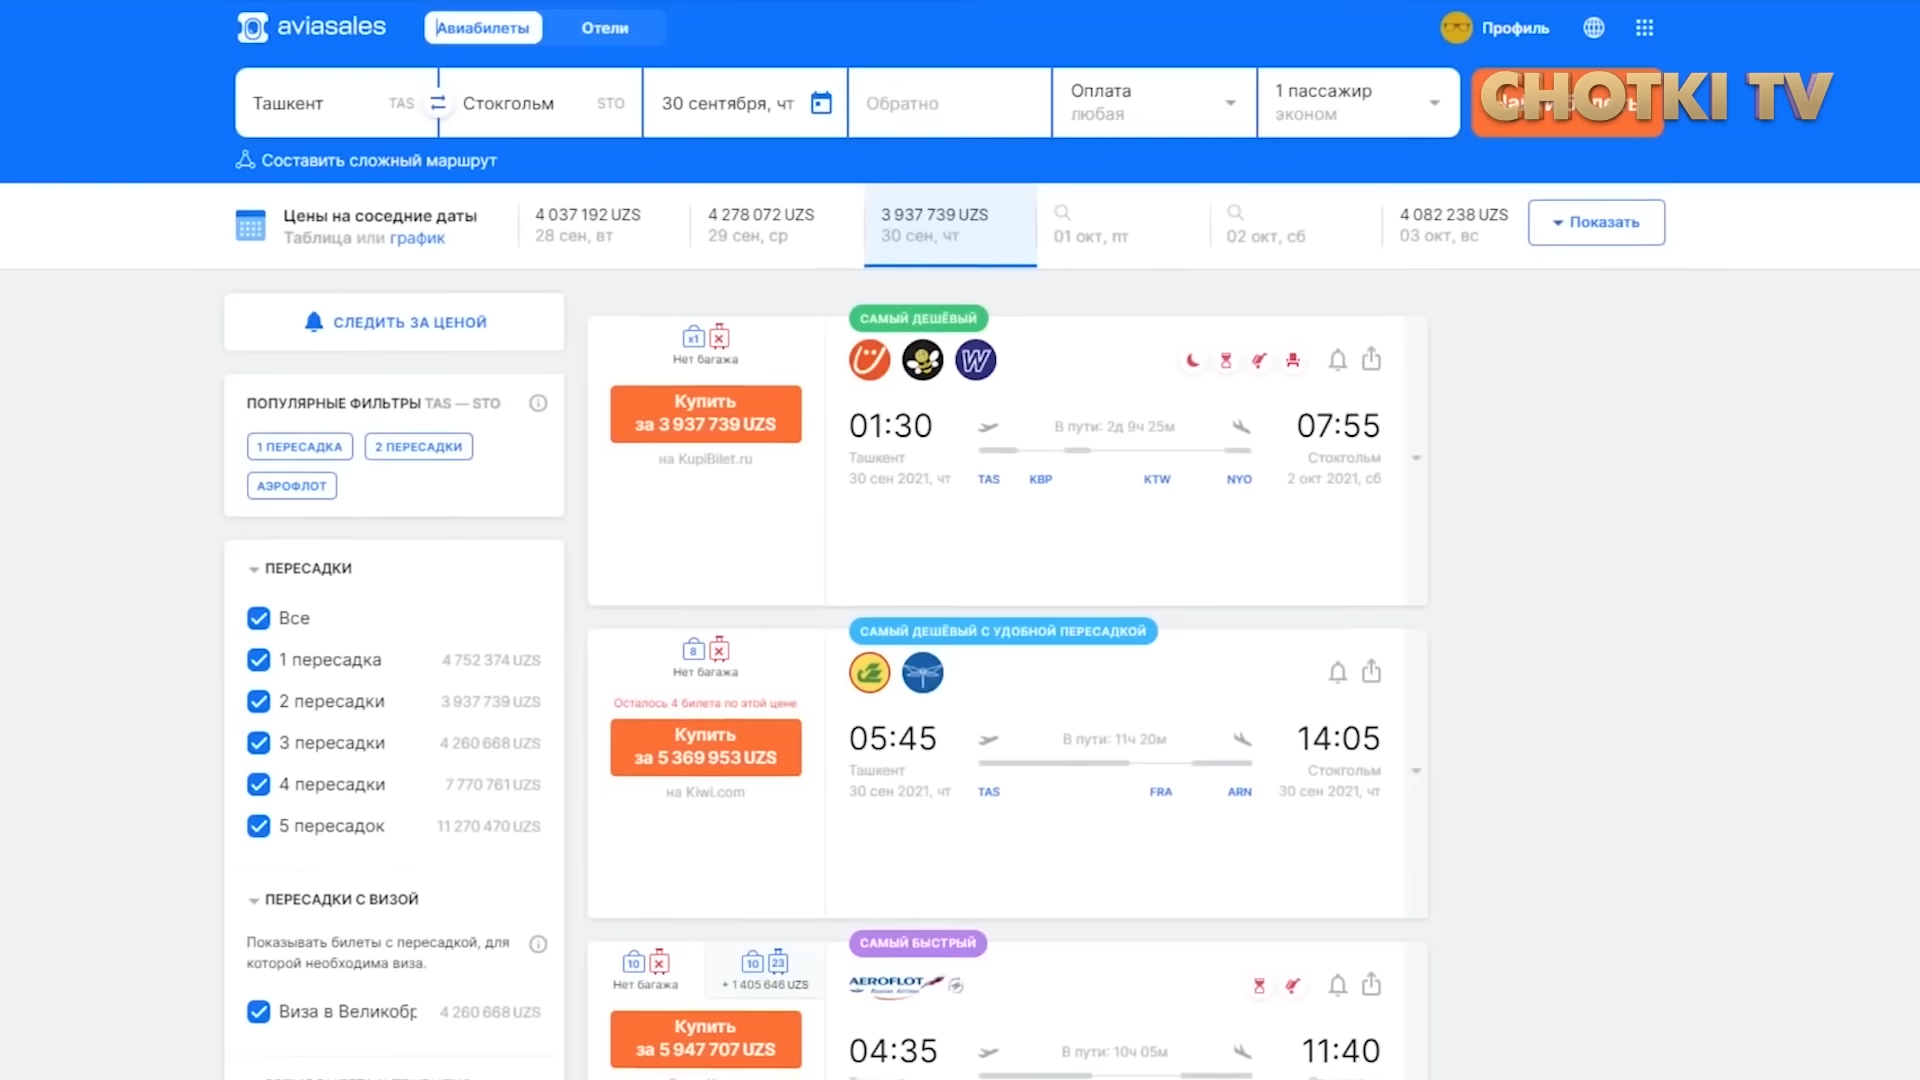 aviasales
Авиабилеты
Отели
Профиль
CHOTKI TV
Ташкент TAS
Стокгольм STO
30 сентября, чт
Обратно
Оплата
любая
1 пассажир
эконом
Составить сложный маршрут
Цены на соседние даты
Таблица или график
4 037 192 UZS
28 сен, вт
4 278 072 UZS
29 сен, ср
3 937 739 UZS
30 сен, чт
01 окт, пт
02 окт, сб
4 082 238 UZS
03 окт, вс
Показать
СЛЕДИТЬ ЗА ЦЕНОЙ
ПОПУЛЯРНЫЕ ФИЛЬТРЫ TAS — STO
1 ПЕРЕСАДКА
2 ПЕРЕСАДКИ
АЭРОФЛОТ
ПЕРЕСАДКИ
Все
1 пересадка 4 752 374 UZS
2 пересадки 3 937 739 UZS
3 пересадки 4 260 668 UZS
4 пересадки 7 770 761 UZS
5 пересадок 11 270 470 UZS
ПЕРЕСАДКИ С ВИЗОЙ
Показывать билеты с пересадкой, для
которой необходима виза.
Виза в Великобр 4 260 668 UZS
x1
Нет багажа
Купить
за 3 937 739 UZS
на KupiBilet.ru
САМЫЙ ДЕШЁВЫЙ
W
01:30
В пути: 2д 9ч 25м
07:55
Ташкент
Стокгольм
30 сен 2021, чт
TAS KBP KTW NYO
2 окт 2021, сб
8
Нет багажа
Осталось 4 билета по этой цене
Купить
за 5 369 953 UZS
на Kiwi.com
САМЫЙ ДЕШЁВЫЙ С УДОБНОЙ ПЕРЕСАДКОЙ
05:45
В пути: 11ч 20м
14:05
Ташкент
Стокгольм
30 сен 2021, чт
TAS FRA ARN
30 сен 2021, чт
10
Нет багажа
10 23
+ 1 405 646 UZS
Купить
за 5 947 707 UZS
САМЫЙ БЫСТРЫЙ
AEROFLOT
Russian Airlines
04:35
В пути: 10ч 05м
11:40